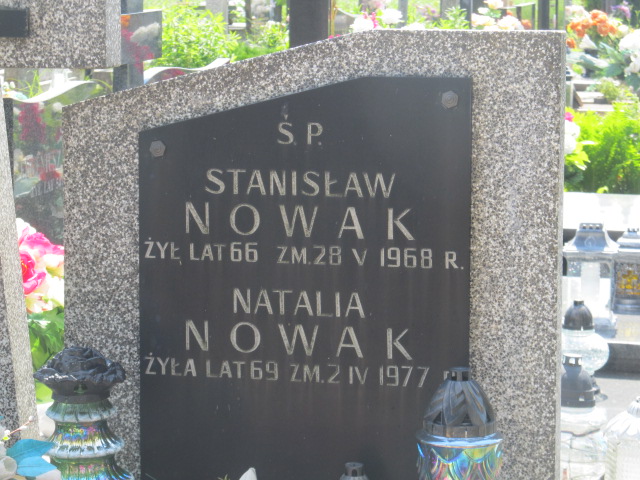 Ś.P.
STANISŁAW
NOWAK
ŻYŁ LAT 66 ZM. 28 V 1968 R.
NATALIA
NOWAK
ŻYŁA LAT 69 ZM. 2 IV 1977